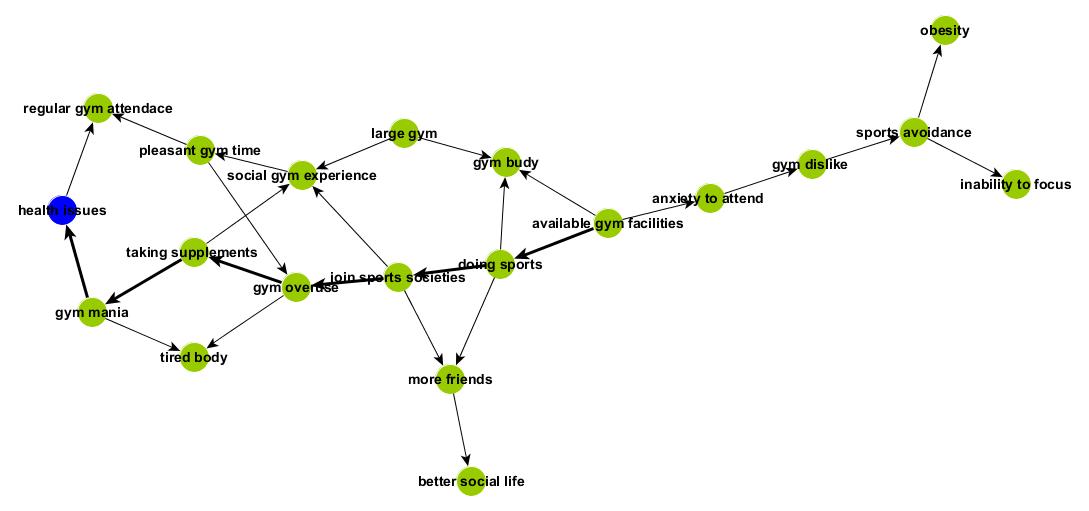 obesity
regular gym attendace
large gym
sports avoidance
pleasant gym time
gym budy
gym dislike
social gym experience
inability to focus
anxiety to attend
health issues
available gym facilities
taking supplements
doing sports
join sports societies
gym overuse
gym mania
tired body
more friends
better social life